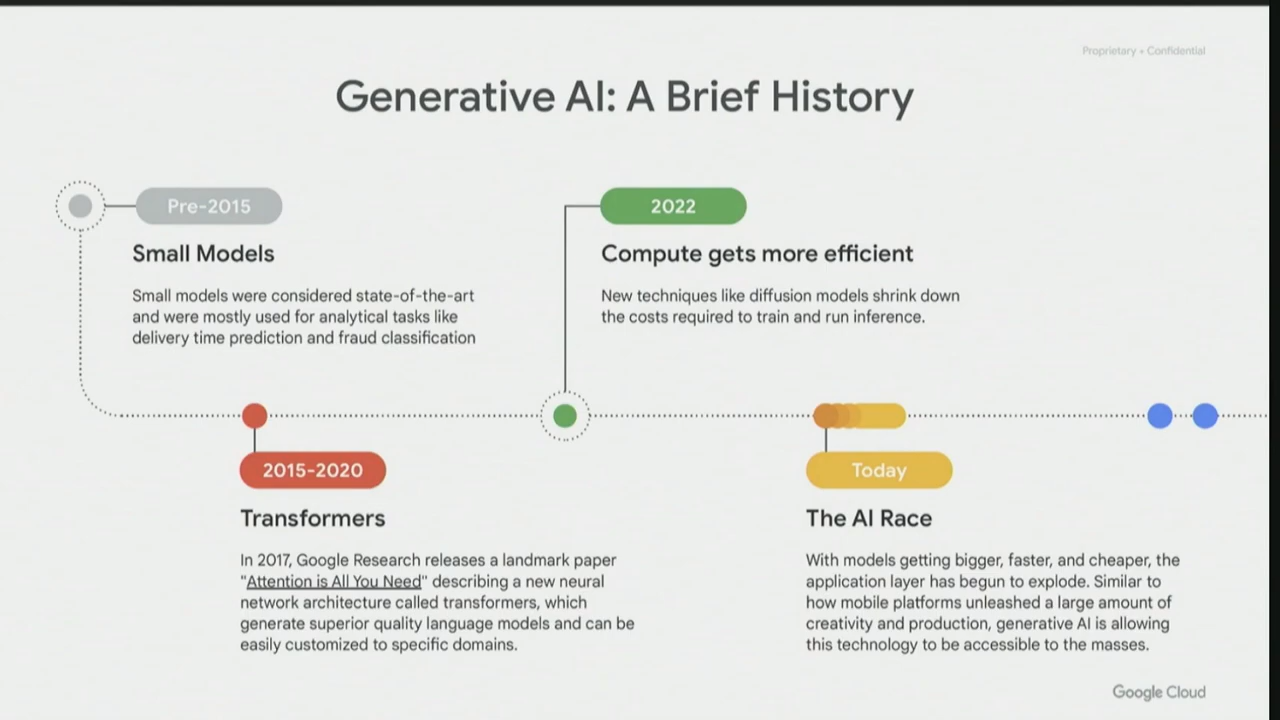 Proprietary + Confidential
Generative AI: A Brief History
Pre-2015
Small Models
Small models were considered state-of-the-art
and were mostly used for analytical tasks like
delivery time prediction and fraud classification
2022
Compute gets more efficient
New techniques like diffusion models shrink down
the costs required to train and run inference.
2015-2020
Transformers
In 2017, Google Research releases a landmark paper
"Attention is All You Need" describing a new neural
network architecture called transformers, which
generate superior quality language models and can be
easily customized to specific domains.
Today
The AI Race
With models getting bigger, faster, and cheaper, the
application layer has begun to explode. Similar to
how mobile platforms unleashed a large amount of
creativity and production, generative AI is allowing
this technology to be accessible to the masses.
Google Cloud